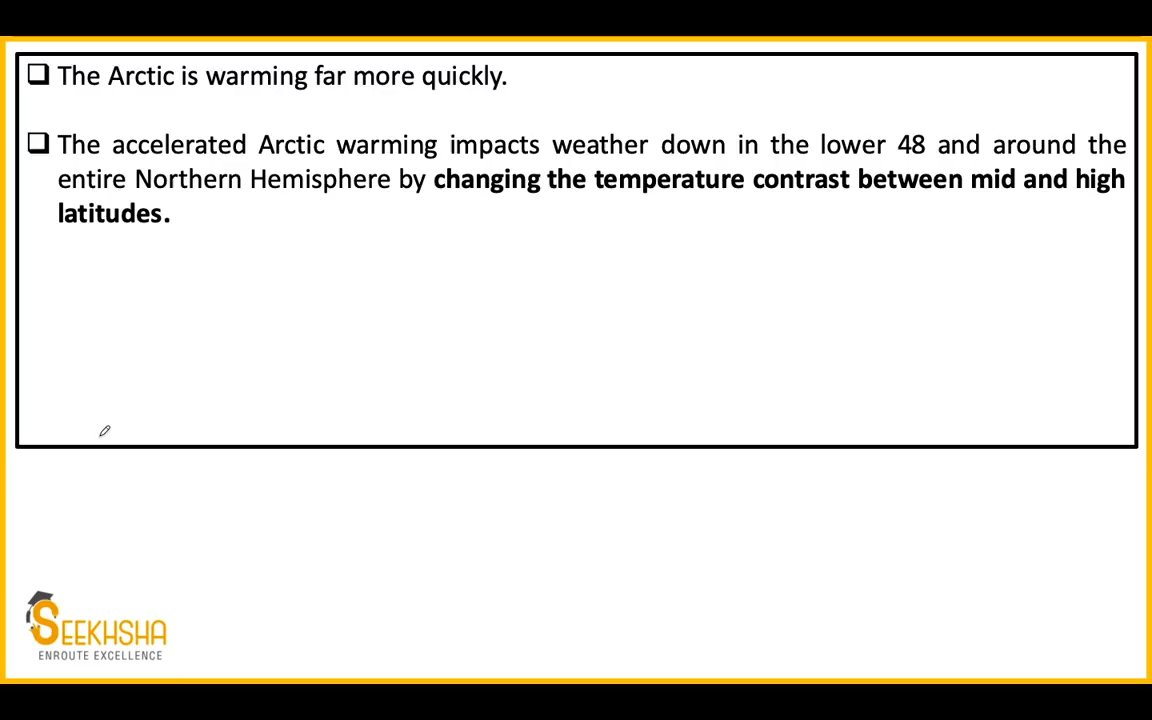 The Arctic is warming far more quickly.
The accelerated Arctic warming impacts weather down in the lower 48 and around the
entire Northern Hemisphere by changing the temperature contrast between mid and high
latitudes.
SEEKHSHA
ENROUTE EXCELLENCE